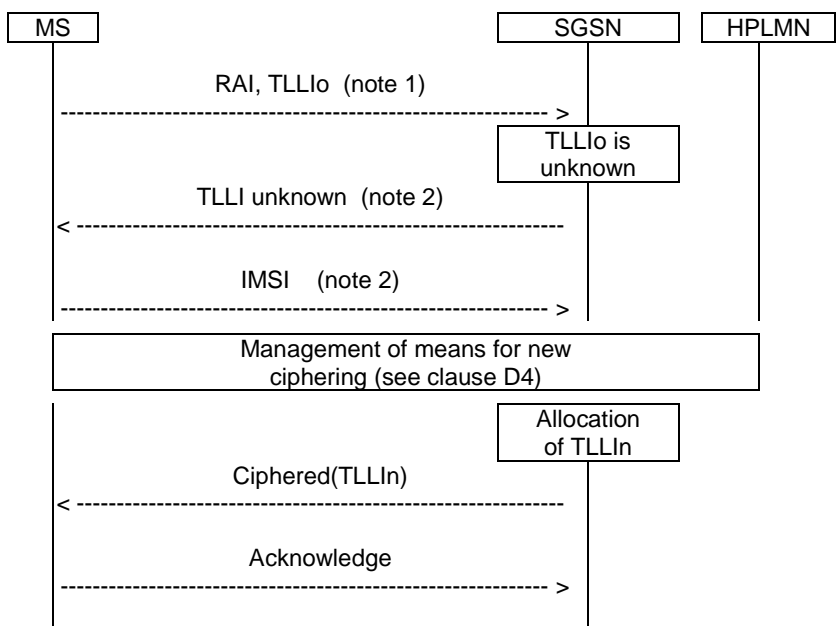 MS SGSN HPLMN
RAI, TLLIo (note 1)
--------------------------------------------------------------- >
TLLIo is
unknown
TLLI unknown (note 2)
< ---------------------------------------------------------------
IMSI (note 2)
--------------------------------------------------------------- >
Management of means for new
ciphering (see clause D4)
Allocation
of TLLIn
Ciphered(TLLIn)
< ---------------------------------------------------------------
Acknowledge
--------------------------------------------------------------- >